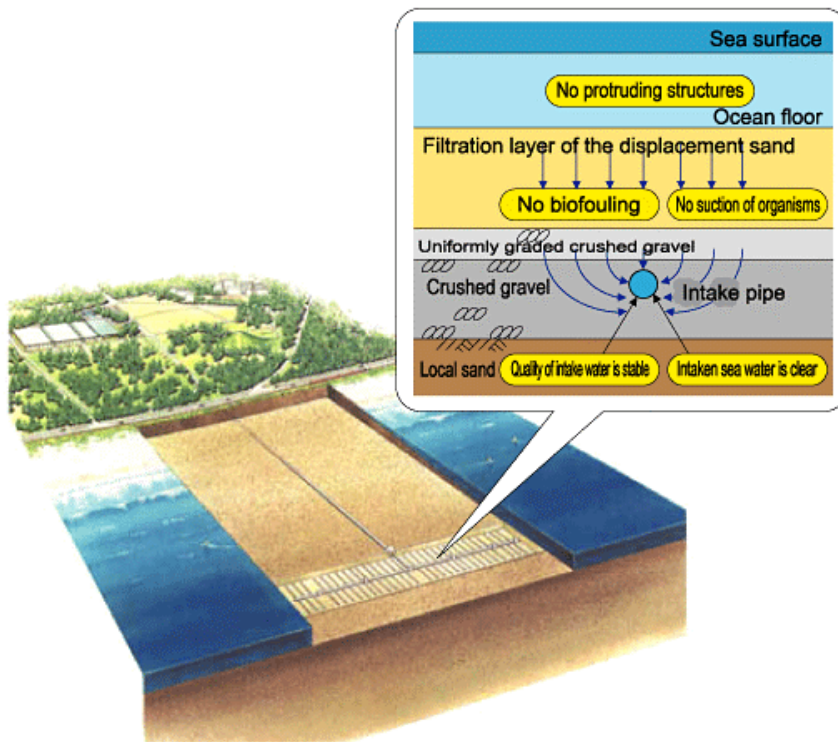 Sea surface
No protruding structures
Ocean floor
Filtration layer of the displacement sand
No biofouling
No suction of organisms
Uniformly graded crushed gravel
Crushed gravel
Intake pipe
Local sand
Quality of intake water is stable
Intaken sea water is clear